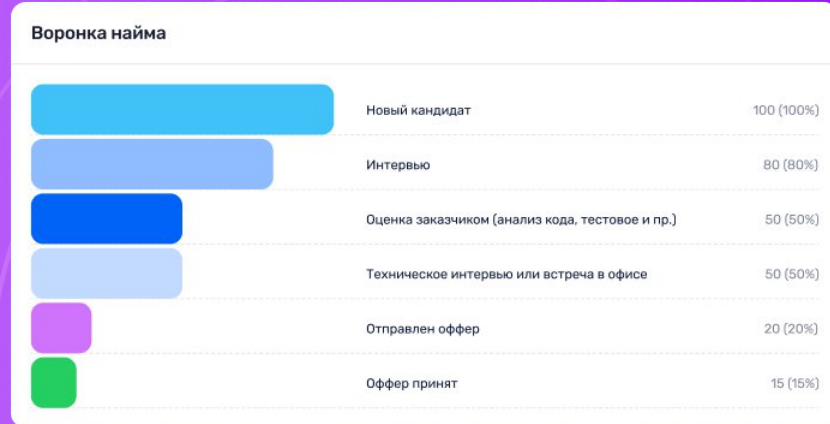 Воронка найма
Новый кандидат 100 (100%)
Интервью 80 (80%)
Оценка заказчиком (анализ кода, тестовое и пр.) 50 (50%)
Техническое интервью или встреча в офисе 50 (50%)
Отправлен оффер 20 (20%)
Оффер принят 15 (15%)